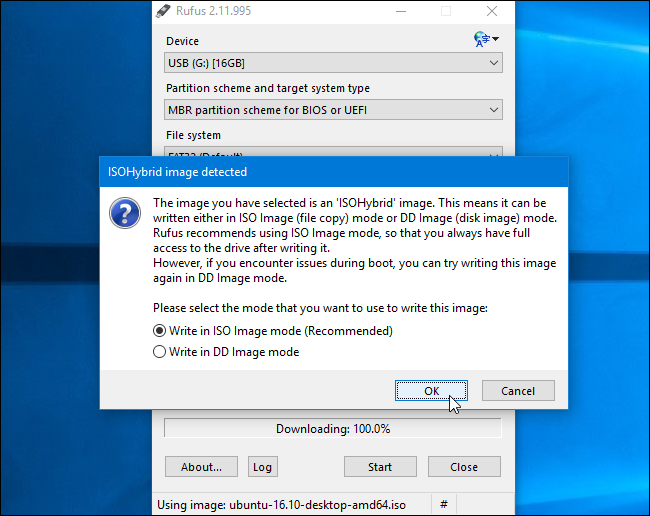 Rufus 2.11.995
Device
USB (G:) [16GB]
Partition scheme and target system type
MBR partition scheme for BIOS or UEFI
File system
FAT32 (Default)
ISOHybrid image detected
The image you have selected is an 'ISOHybrid' image. This means it can be
written either in ISO Image (file copy) mode or DD Image (disk image) mode.
Rufus recommends using ISO Image mode, so that you always have full
access to the drive after writing it.
However, if you encounter issues during boot, you can try writing this image
again in DD Image mode.
Please select the mode that you want to use to write this image:
Write in ISO Image mode (Recommended)
Write in DD Image mode
OK
Cancel
Downloading: 100.0%
About...
Log
Start
Close
Using image: ubuntu-16.10-desktop-amd64.iso
#